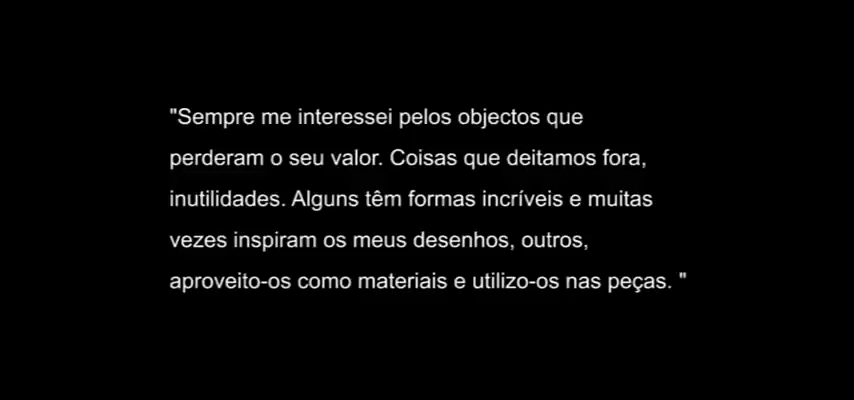 "Sempre me interessei pelos objectos que
perderam o seu valor. Coisas que deitamos fora,
inutilidades. Alguns têm formas incríveis e muitas
vezes inspiram os meus desenhos, outros,
aproveito-os como materiais e utilizo-os nas peças. "